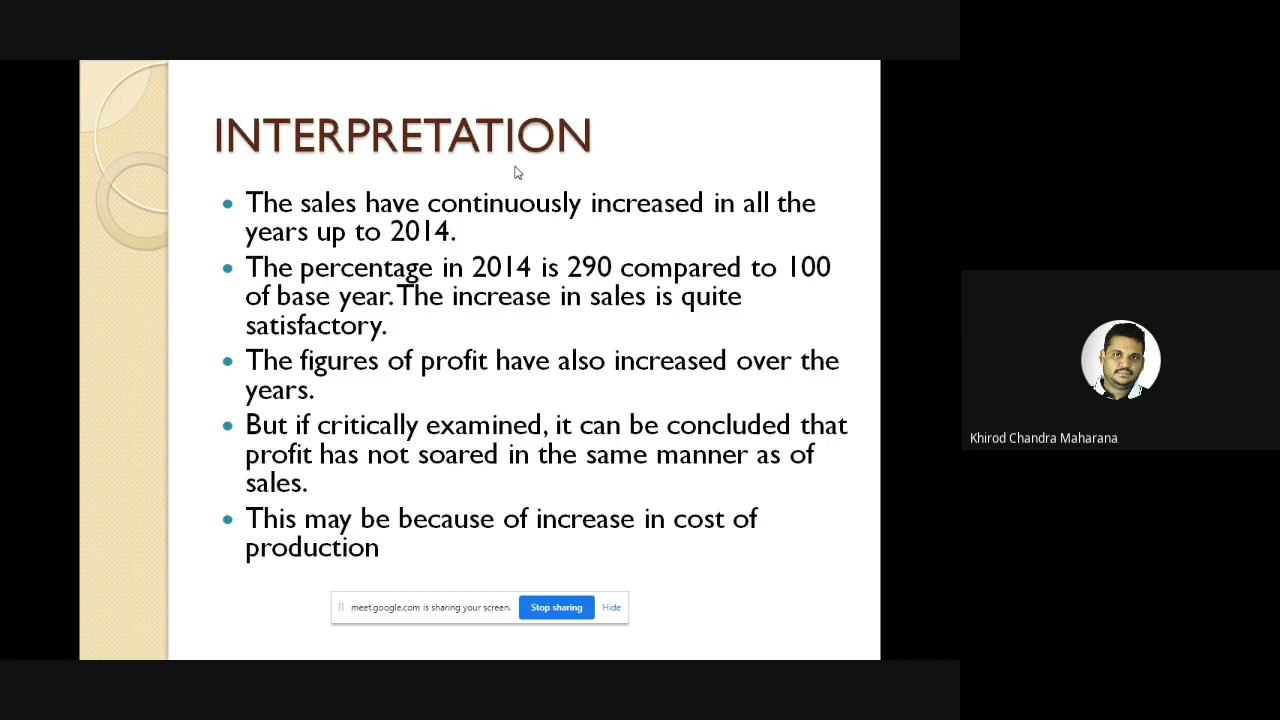 INTERPRETATION
• The sales have continuously increased in all the
years up to 2014.
• The percentage in 2014 is 290 compared to 100
of base year. The increase in sales is quite
satisfactory.
• The figures of profit have also increased over the
years.
• But if critically examined, it can be concluded that
profit has not soared in the same manner as of
sales.
• This may be because of increase in cost of
production
meet.google.com is sharing your screen. Stop sharing Hide
Khirod Chandra Maharana